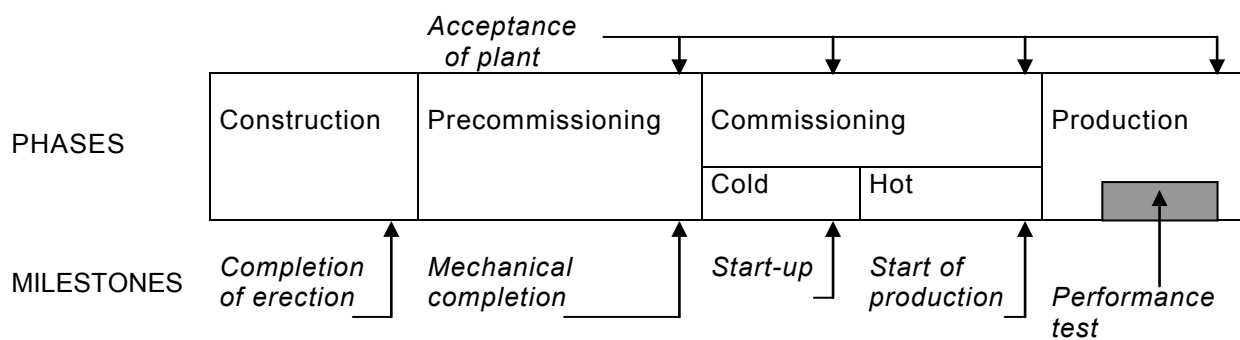 Acceptance
of plant
Construction
Precommissioning
Commissioning
Production
PHASES
Cold
Hot
MILESTONES
Completion
of erection
Mechanical
completion
Start-up
Start of
production
Performance
test